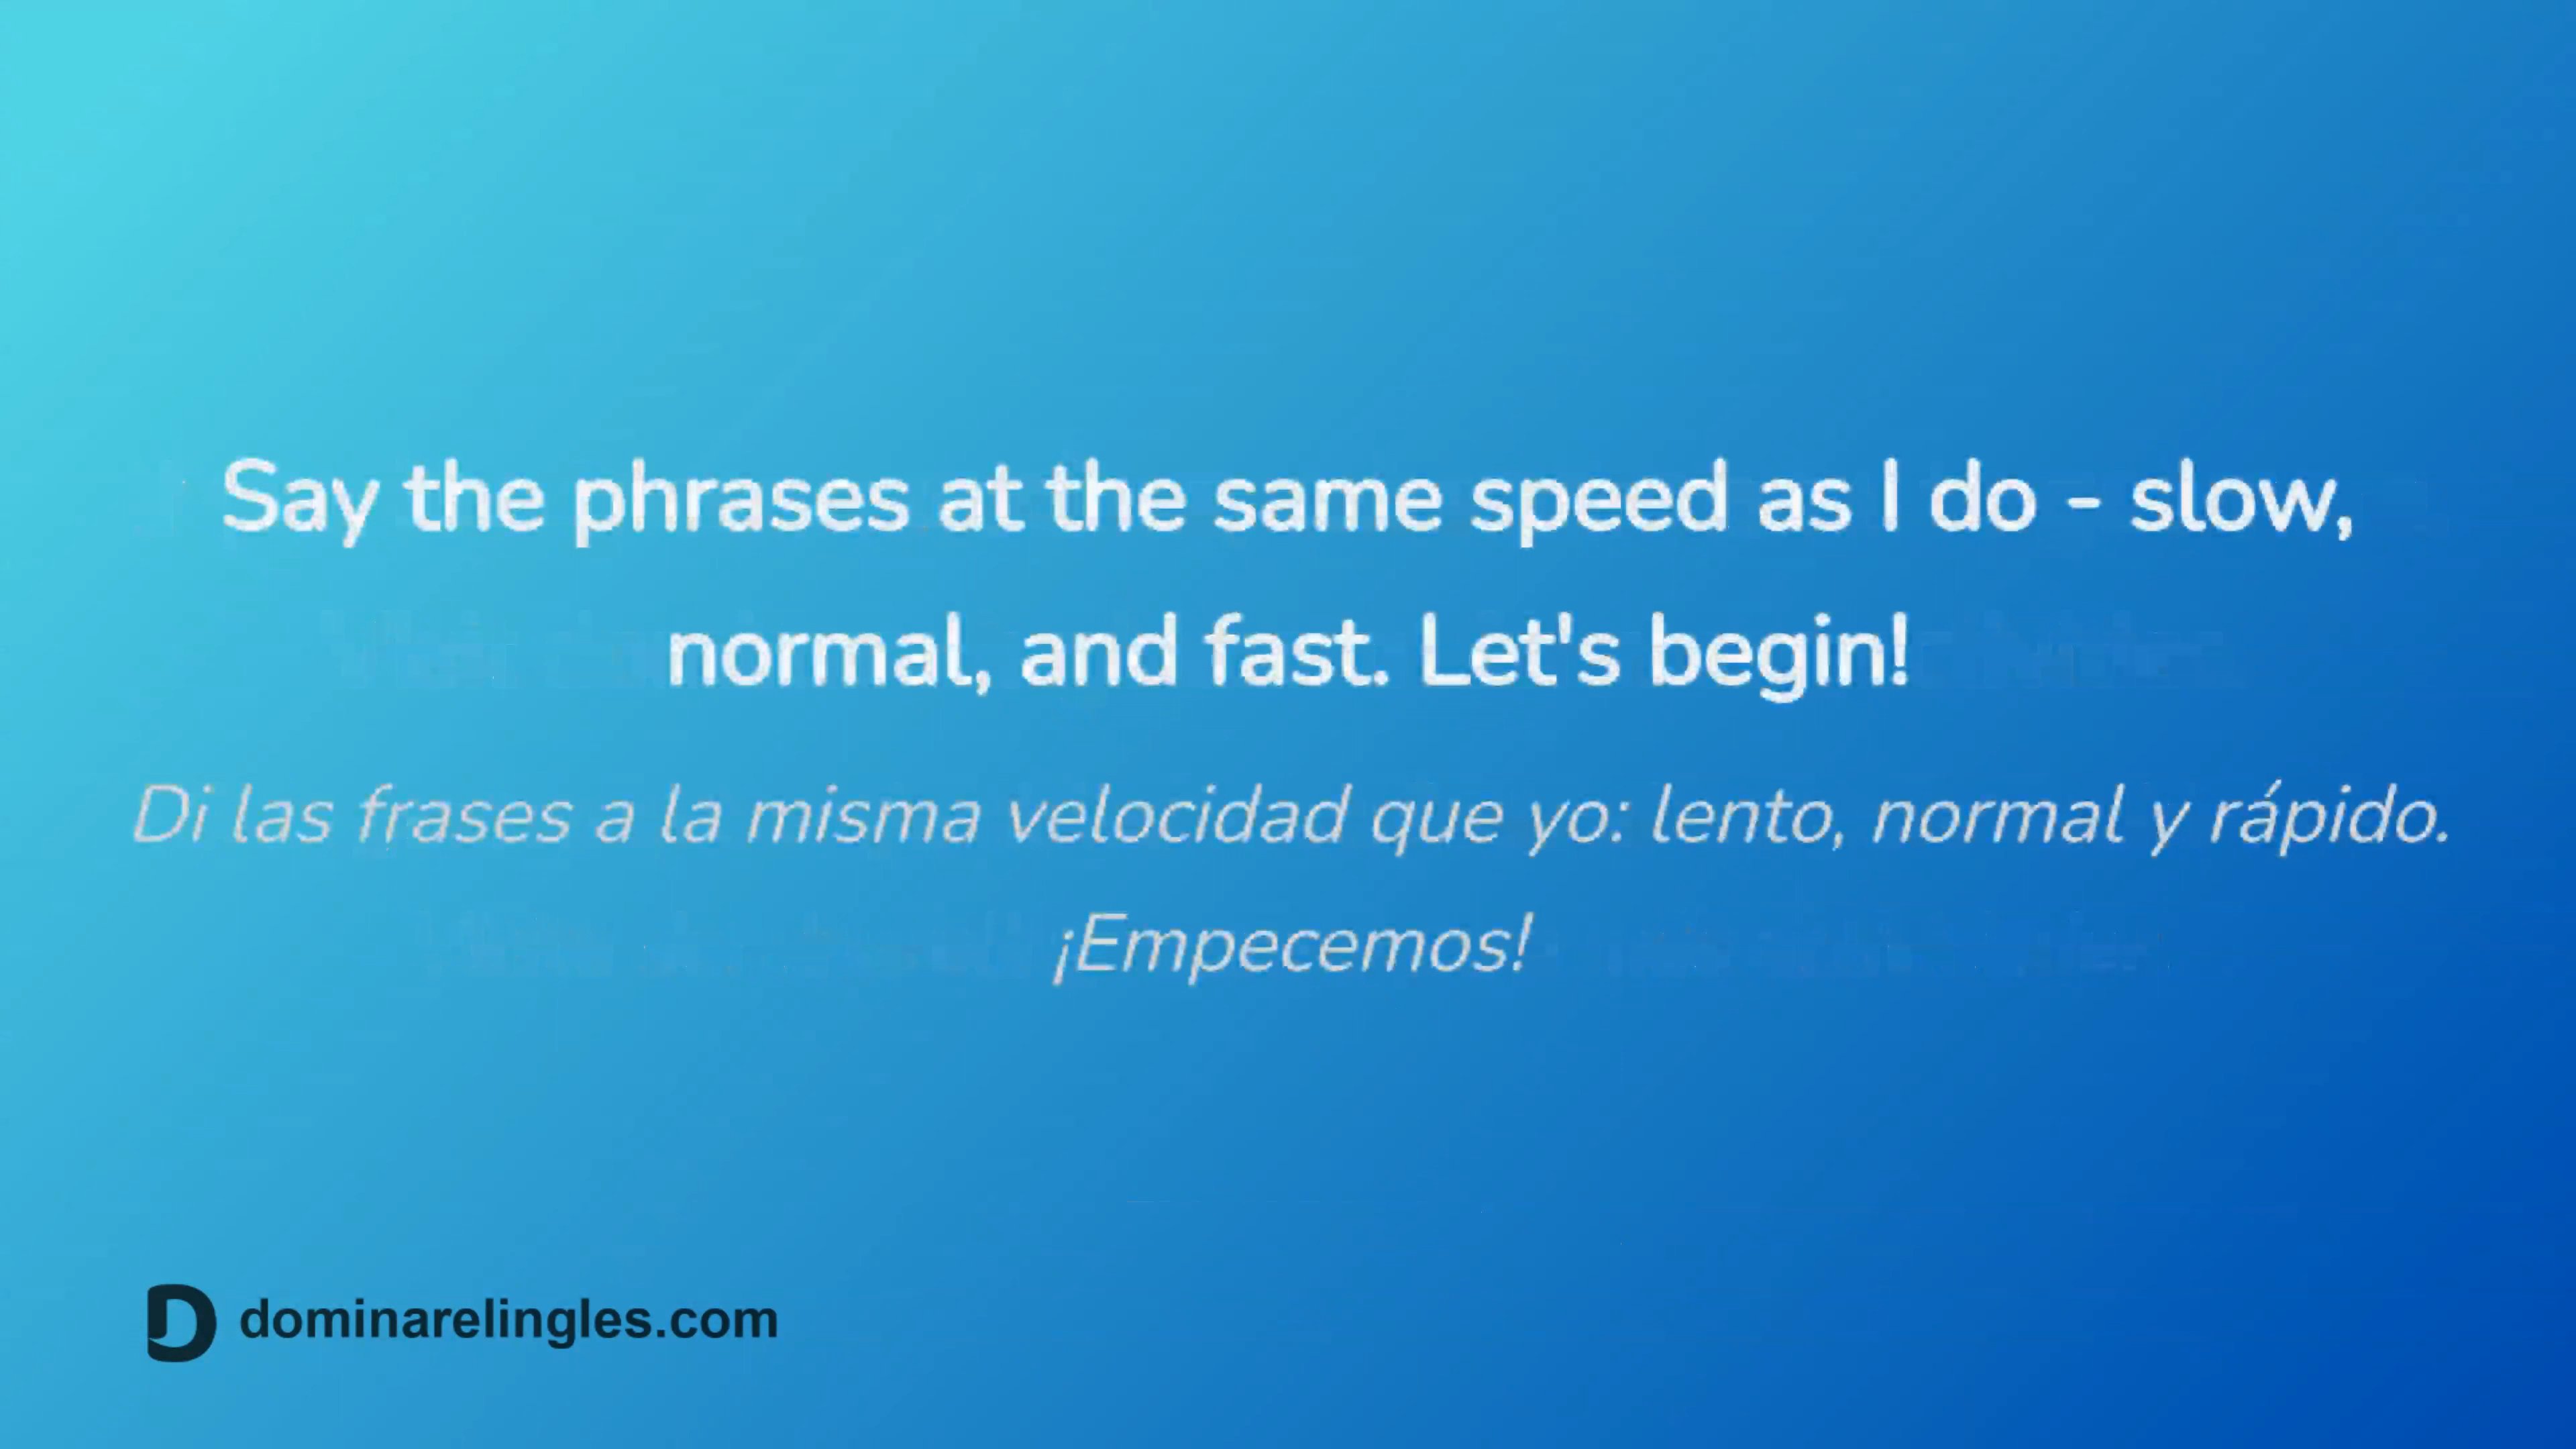 Say the phrases at the same speed as I do - slow,
normal, and fast. Let's begin!
Di las frases a la misma velocidad que yo: lento, normal y rápido.
¡Empecemos!
D dominarelingles.com